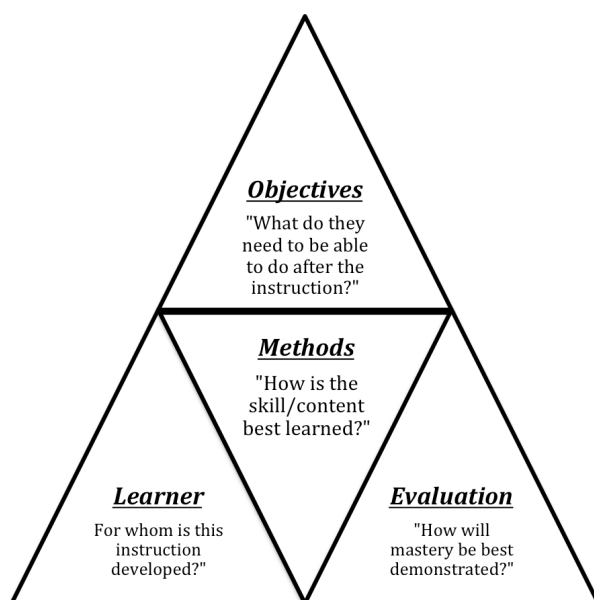 Objectives
"What do they
need to be able
to do after the
instruction?"
Methods
"How is the
skill/content
best learned?"
Learner
For whom is this
instruction
developed?"
Evaluation
"How will
mastery be best
demonstrated?"